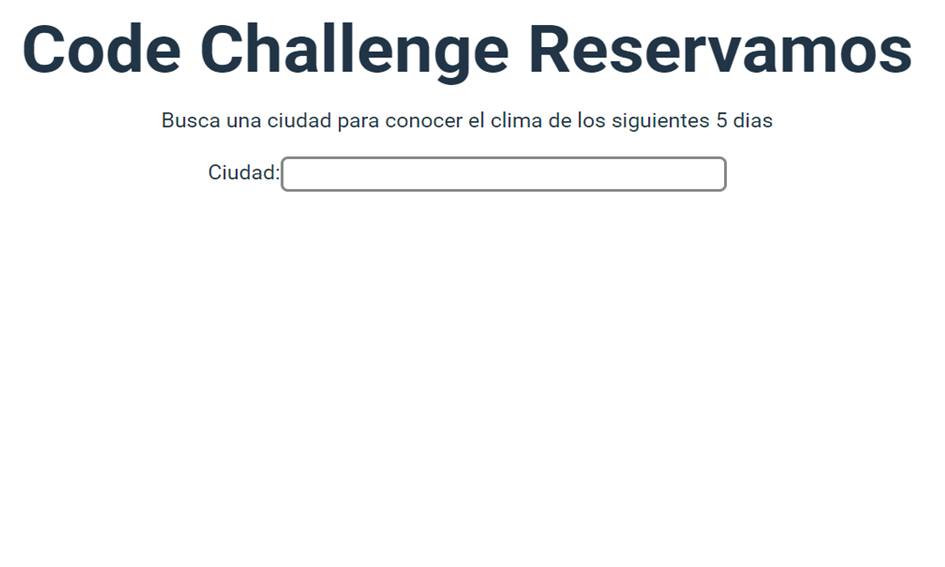 Code Challenge Reservamos
Busca una ciudad para conocer el clima de los siguientes 5 dias
Ciudad: